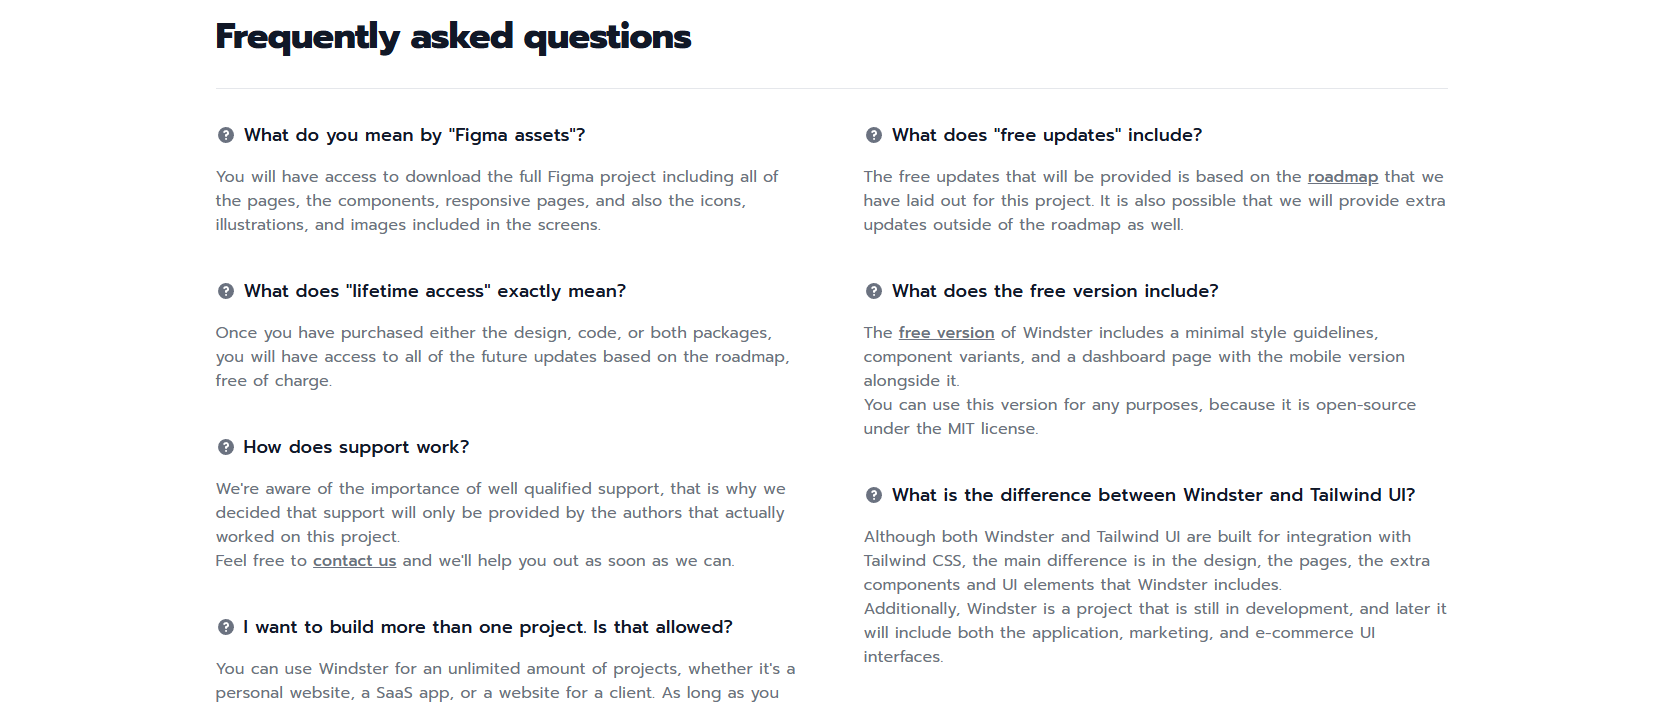 Frequently asked questions
What do you mean by "Figma assets"?
You will have access to download the full Figma project including all of
the pages, the components, responsive pages, and also the icons,
illustrations, and images included in the screens.
What does "lifetime access" exactly mean?
Once you have purchased either the design, code, or both packages,
you will have access to all of the future updates based on the roadmap,
free of charge.
How does support work?
We're aware of the importance of well qualified support, that is why we
decided that support will only be provided by the authors that actually
worked on this project.
Feel free to contact us and we'll help you out as soon as we can.
I want to build more than one project. Is that allowed?
You can use Windster for an unlimited amount of projects, whether it's a
personal website, a SaaS app, or a website for a client. As long as you
What does "free updates" include?
The free updates that will be provided is based on the roadmap that we
have laid out for this project. It is also possible that we will provide extra
updates outside of the roadmap as well.
What does the free version include?
The free version of Windster includes a minimal style guidelines,
component variants, and a dashboard page with the mobile version
alongside it.
You can use this version for any purposes, because it is open-source
under the MIT license.
What is the difference between Windster and Tailwind UI?
Although both Windster and Tailwind UI are built for integration with
Tailwind CSS, the main difference is in the design, the pages, the extra
components and UI elements that Windster includes.
Additionally, Windster is a project that is still in development, and later it
will include both the application, marketing, and e-commerce UI
interfaces.